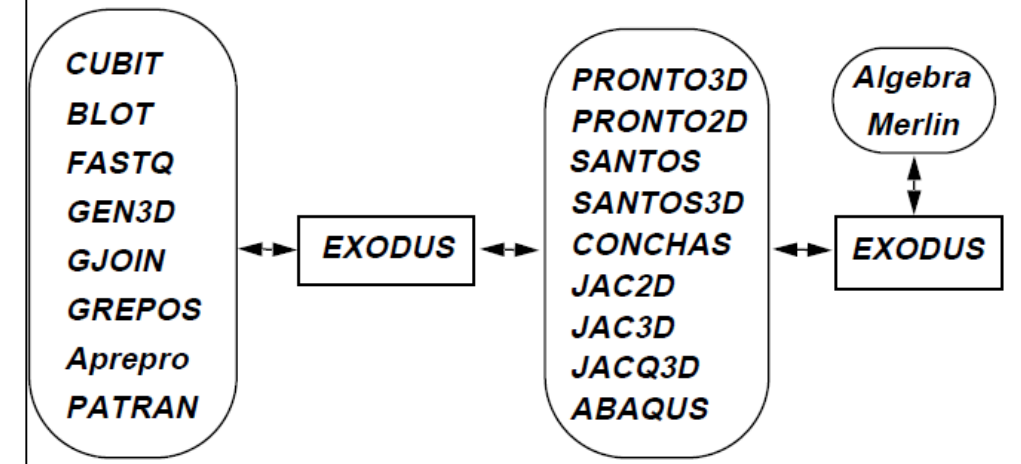 CUBIT
BLOT
FASTQ
GEN3D
GJOIN
GREPOS
Aprepro
PATRAN
EXODUS
PRONTO3D
PRONTO2D
SANTOS
SANTOS3D
CONCHAS
JAC2D
JAC3D
JACQ3D
ABAQUS
Algebra
Merlin
EXODUS